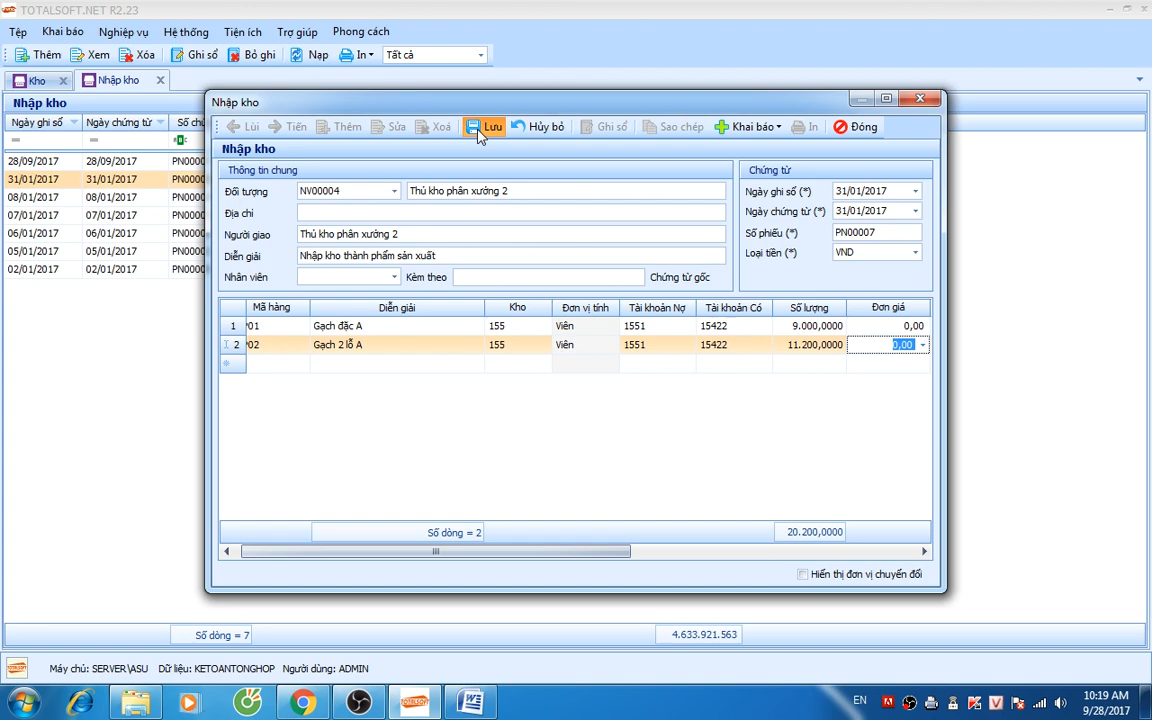 TOTALSOFT.NET R2.23
Tệp Khai báo Nghiệp vụ Hệ thống Tiện ích Trợ giúp Phong cách
Thêm Xem Xóa Ghi sổ Bỏ ghi Nạp In Tất cả
Kho Nhập kho
Nhập kho
Ngày ghi sổ Ngày chứng từ Số chứ
28/09/2017 28/09/2017 PN0000
31/01/2017 31/01/2017 PN0000
08/01/2017 08/01/2017 PN0000
07/01/2017 07/01/2017 PN0000
06/01/2017 06/01/2017 PN0000
05/01/2017 05/01/2017 PN0000
02/01/2017 02/01/2017 PN0000
Nhập kho
Lùi Tiến Thêm Sửa Xoá Lưu Hủy bỏ Ghi sổ Sao chép Khai báo In Đóng
Nhập kho
Thông tin chung
Đối tượng NV00004 Thủ kho phân xưởng 2
Địa chỉ
Người giao Thủ kho phân xưởng 2
Diễn giải Nhập kho thành phẩm sản xuất
Nhân viên Kèm theo Chứng từ gốc
Chứng từ
Ngày ghi sổ (*) 31/01/2017
Ngày chứng từ (*) 31/01/2017
Số phiếu (*) PN00007
Loại tiền (*) VND
Mã hàng Diễn giải Kho Đơn vị tính Tài khoản Nợ Tài khoản Có Số lượng Đơn giá
1 01 Gạch đặc A 155 Viên 1551 15422 9.000,0000 0,00
2 02 Gạch 2 lỗ A 155 Viên 1551 15422 11.200,0000 0,00
Số dòng = 2 20.200,0000
Hiển thị đơn vị chuyển đổi
Số dòng = 7 4.633.921.563
Máy chủ: SERVER\ASU Dữ liệu: KETOANTONGHOP Người dùng: ADMIN
EN 10:19 AM
9/28/2017